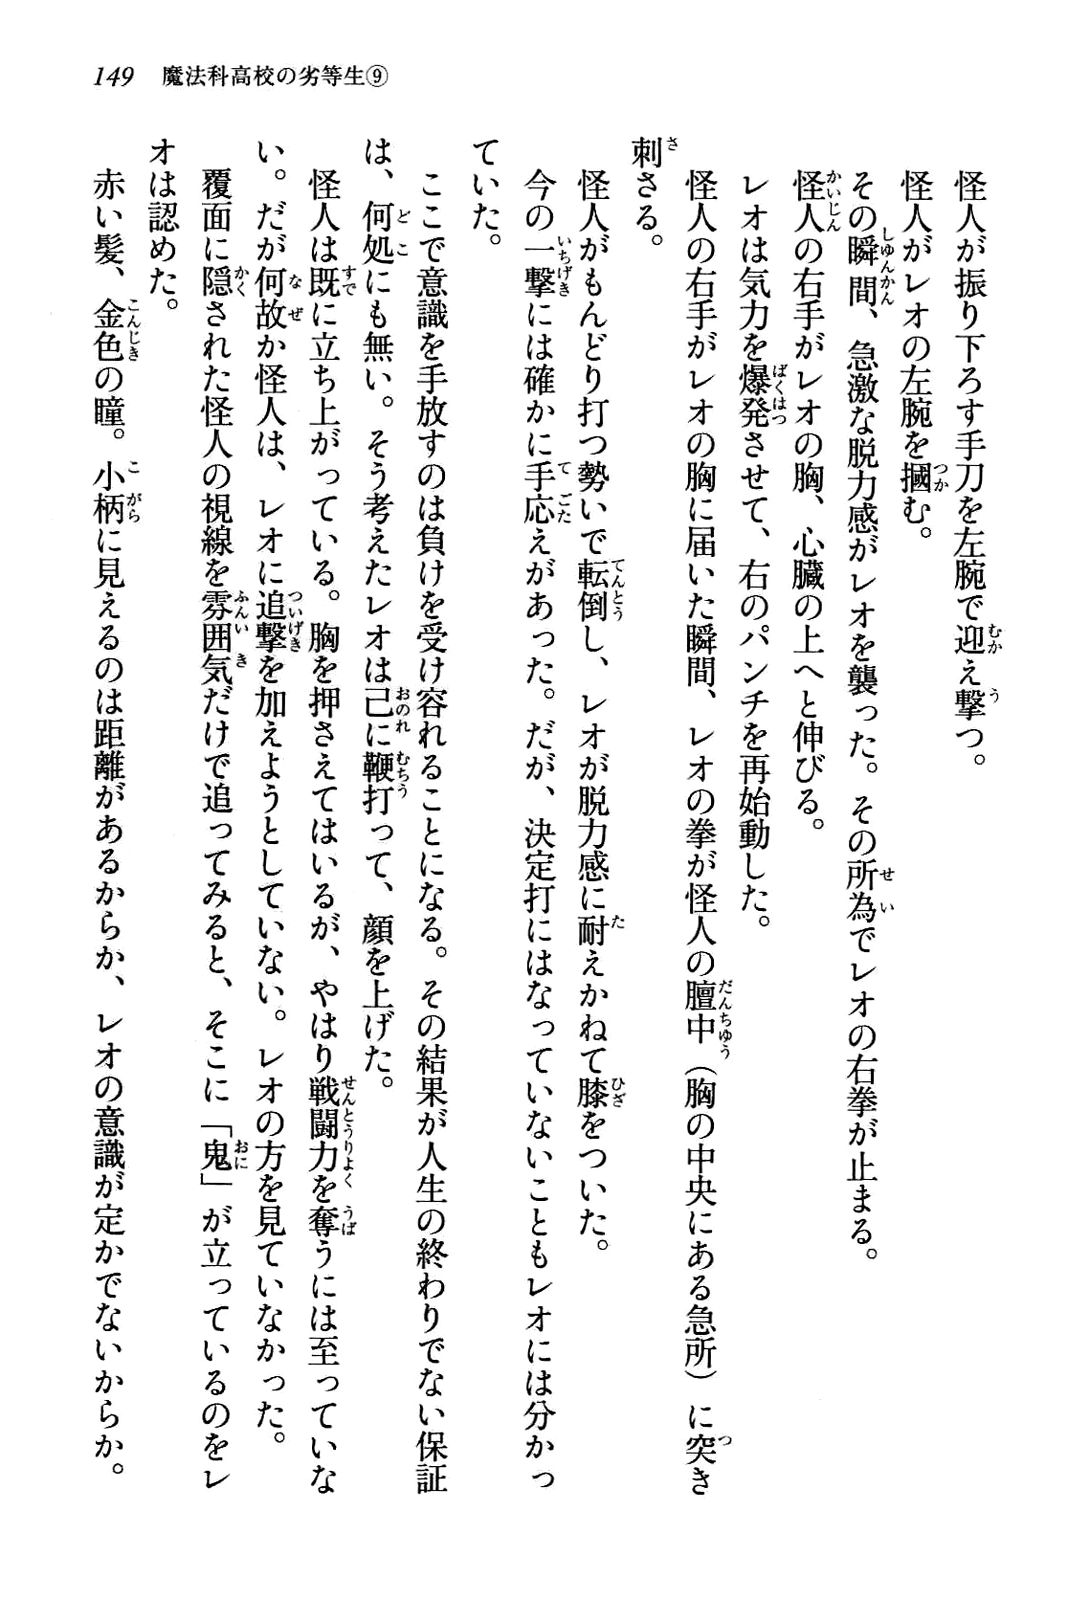 149 魔法科高校の劣等生⑨
怪人が振り下ろす手刀を左腕で迎え撃つ。
怪人がレオの左腕を摑む。
その瞬間、急激な脱力感がレオを襲った。その所為でレオの右拳が止まる。
怪人の右手がレオの胸、心臓の上へと伸びる。
レオは気力を爆発させて、右のパンチを再始動した。
怪人の右手がレオの胸に届いた瞬間、レオの拳が怪人の膻中（胸の中央にある急所）に突き
刺さる。
怪人がもんどり打つ勢いで転倒し、レオが脱力感に耐えかねて膝をついた。
今の一撃には確かに手応えがあった。だが、決定打にはなっていないこともレオには分かっ
ていた。
ここで意識を手放すのは負けを受け容れることになる。その結果が人生の終わりでない保証
は、何処にも無い。そう考えたレオは己に鞭打って、顔を上げた。
怪人は既に立ち上がっている。胸を押さえてはいるが、やはり戦闘力を奪うには至っていな
い。だが何故か怪人は、レオに追撃を加えようとしていない。レオの方を見ていなかった。
覆面に隠された怪人の視線を雰囲気だけで追ってみると、そこに「鬼」が立っているのをレ
オは認めた。
赤い髪、金色の瞳。小柄に見えるのは距離があるからか、レオの意識が定かでないからか。